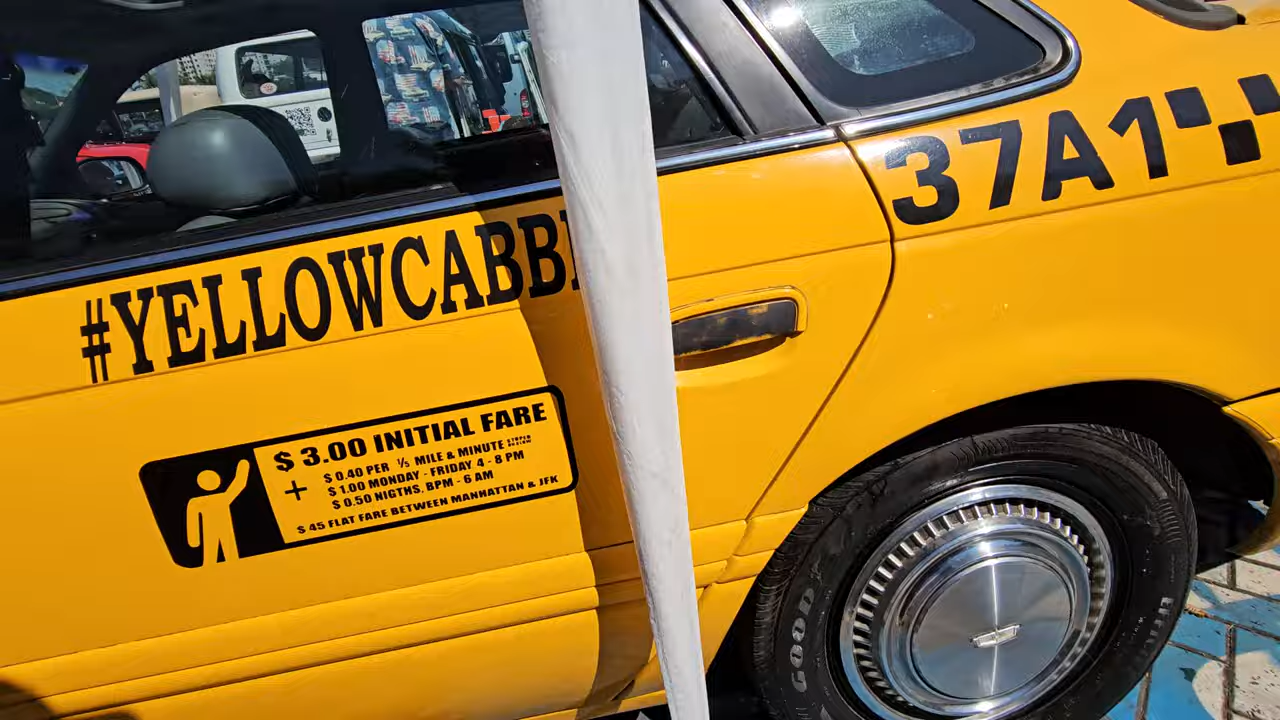 #YELLOWCABB
37A1
$ 3.00 INITIAL FARE
+ $ 0.40 PER ⅕ MILE & MINUTE
$ 1.00 MONDAY - FRIDAY 4 - 8 PM
$ 0.50 NIGTHS, BPM - 6 AM
$ 45 FLAT FARE BETWEEN MANHATTAN & JFK
GOOD